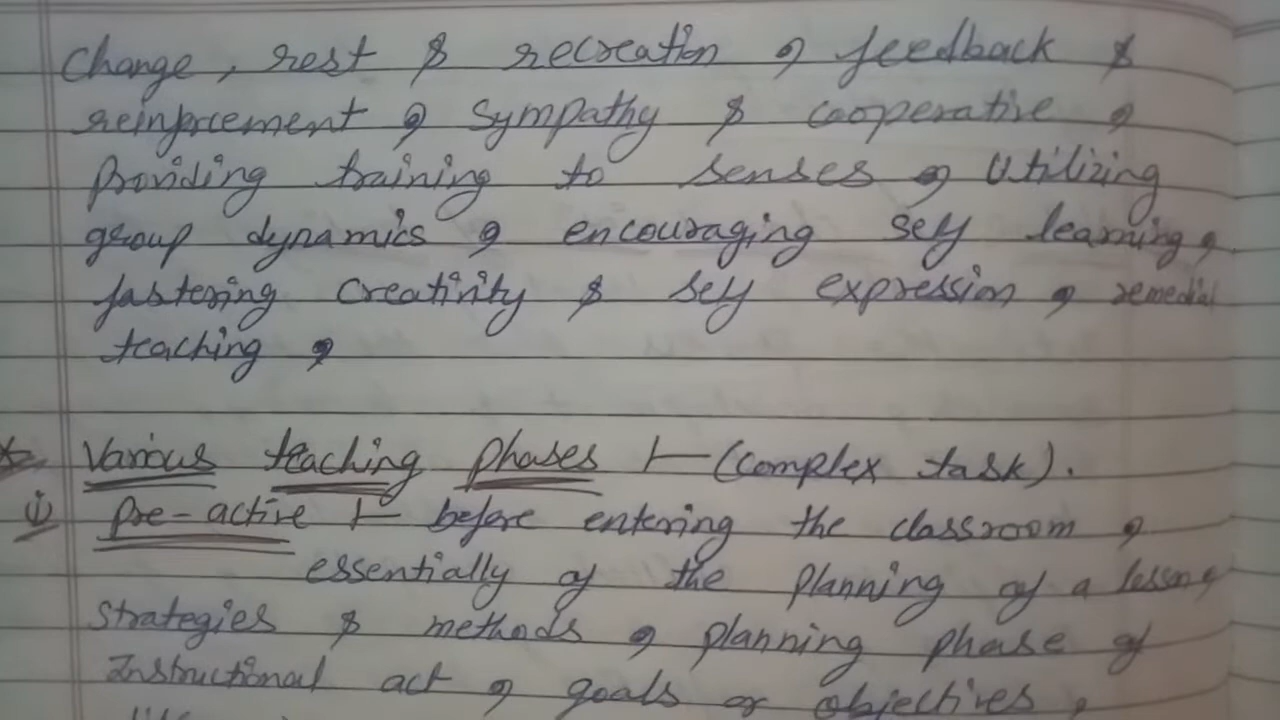 Change, rest & recreation, feedback &
reinforcement, sympathy & cooperative,
Providing training to senses, Utilizing
group dynamics, encouraging self learning,
fastering creativity & self expression, remedial
teaching,
Various teaching phases :- (complex task).
i) Pre-active :- before entering the classroom,
essentially of the planning of a lesson,
strategies & methods, planning phase of
Instructional act, goals or objectives,